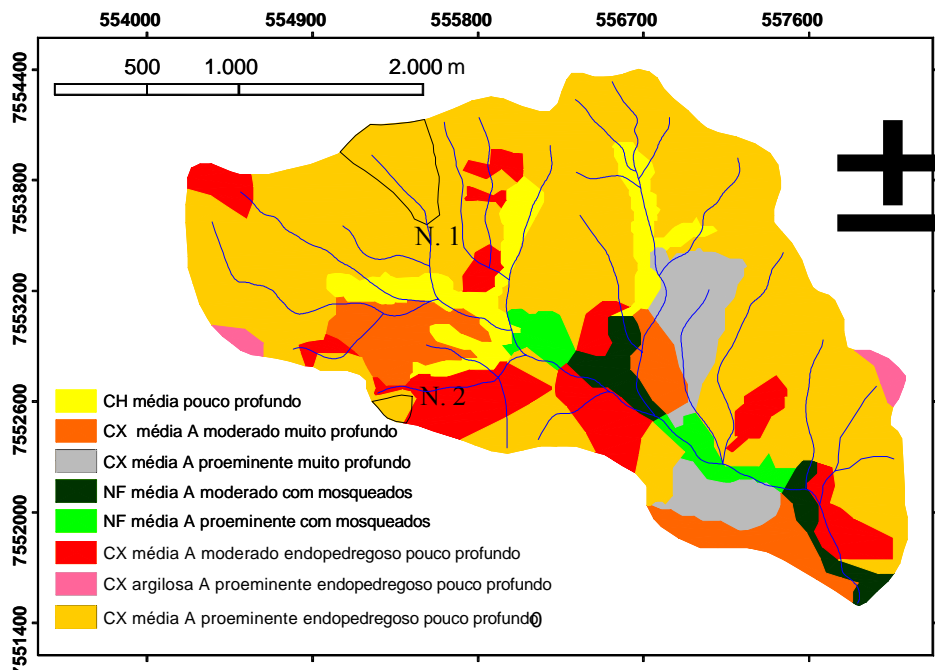 554000 554900 555800 556700 557600
500 1.000 2.000 m
7554400
7553800
7553200
7552600
7552000
7551400
N. 1
N. 2
CH média pouco profundo
CX média A moderado muito profundo
CX média A proeminente muito profundo
NF média A moderado com mosqueados
NF média A proeminente com mosqueados
CX média A moderado endopedregoso pouco profundo
CX argilosa A proeminente endopedregoso pouco profundo
CX média A proeminente endopedregoso pouco profundo
0